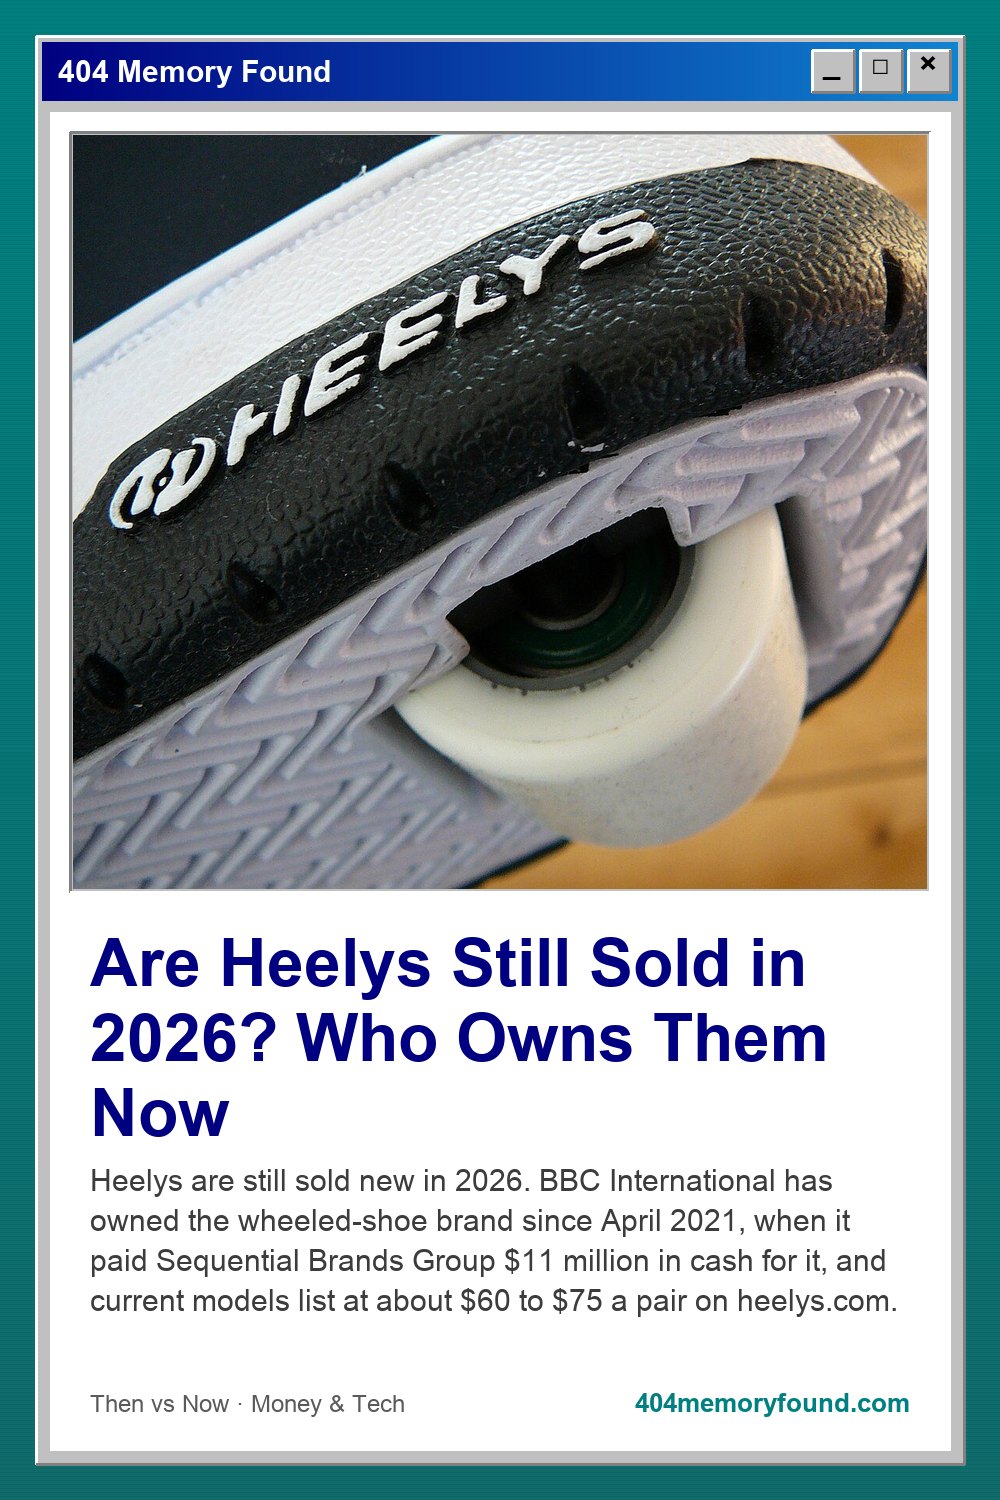 404 Memory Found
HEELYS
Are Heelys Still Sold in
2026? Who Owns Them
Now
Heelys are still sold new in 2026. BBC International has
owned the wheeled-shoe brand since April 2021, when it
paid Sequential Brands Group $11 million in cash for it, and
current models list at about $60 to $75 a pair on heelys.com.
Then vs Now · Money & Tech
404memoryfound.com